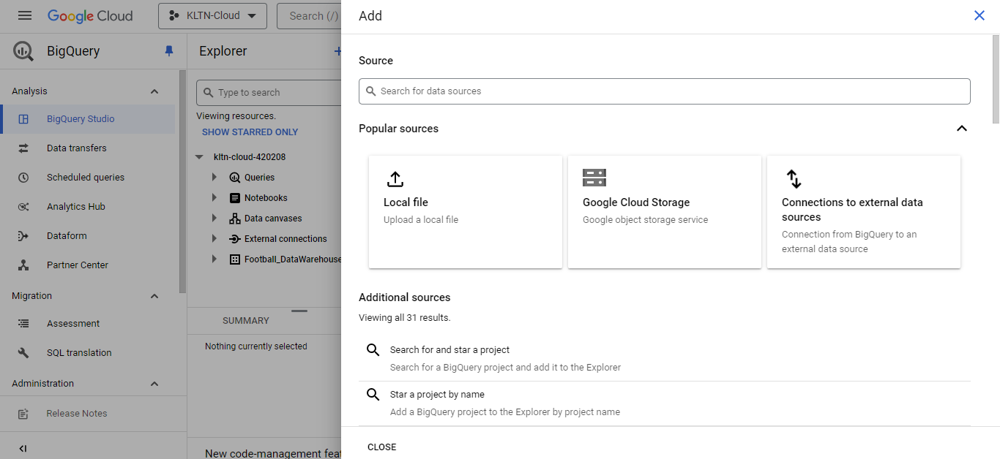 Google Cloud
KLTN-Cloud
Search (/)
BigQuery
Analysis
BigQuery Studio
Data transfers
Scheduled queries
Analytics Hub
Dataform
Partner Center
Migration
Assessment
SQL translation
Administration
Release Notes
Explorer
Type to search
Viewing resources.
SHOW STARRED ONLY
kltn-cloud-420208
Queries
Notebooks
Data canvases
External connections
Football_DataWarehouse
SUMMARY
Nothing currently selected
New code-management feat
Add
Source
Search for data sources
Popular sources
Local file
Upload a local file
Google Cloud Storage
Google object storage service
Connections to external data
sources
Connection from BigQuery to an
external data source
Additional sources
Viewing all 31 results.
Search for and star a project
Search for a BigQuery project and add it to the Explorer
Star a project by name
Add a BigQuery project to the Explorer by project name
CLOSE